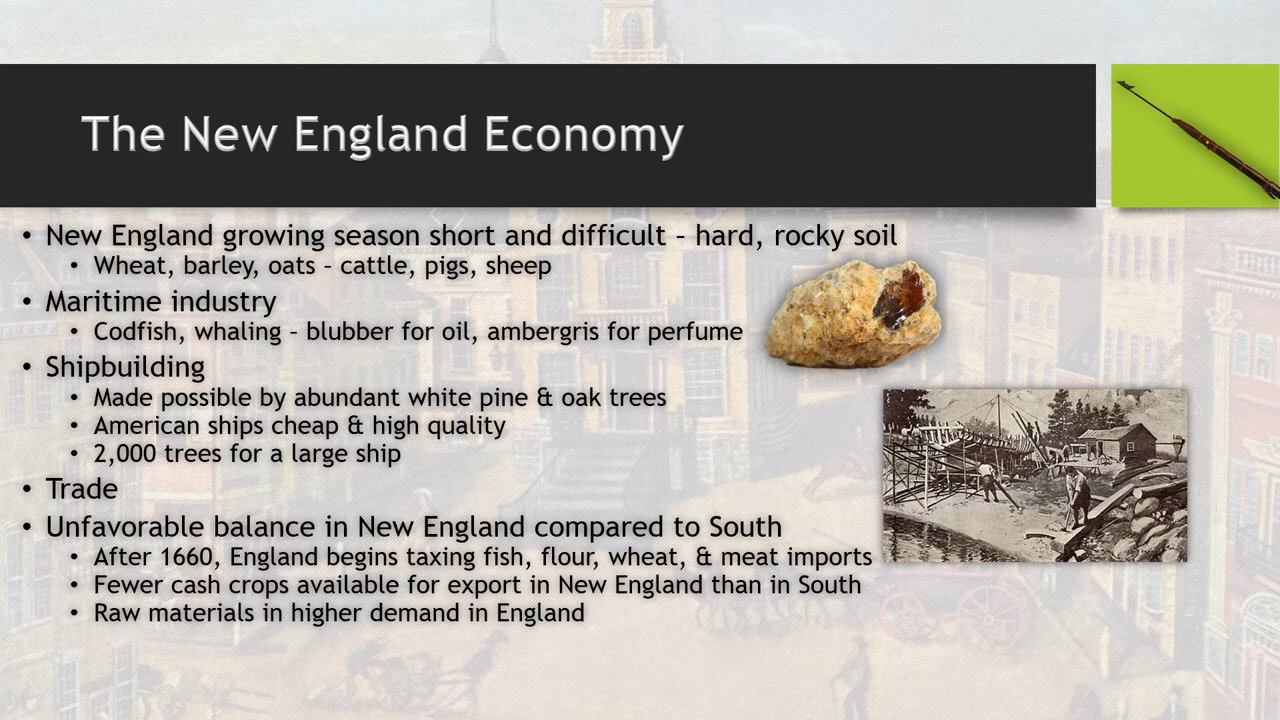 The New England Economy
• New England growing season short and difficult – hard, rocky soil
• Wheat, barley, oats – cattle, pigs, sheep
• Maritime industry
• Codfish, whaling – blubber for oil, ambergris for perfume
• Shipbuilding
• Made possible by abundant white pine & oak trees
• American ships cheap & high quality
• 2,000 trees for a large ship
• Trade
• Unfavorable balance in New England compared to South
• After 1660, England begins taxing fish, flour, wheat, & meat imports
• Fewer cash crops available for export in New England than in South
• Raw materials in higher demand in England